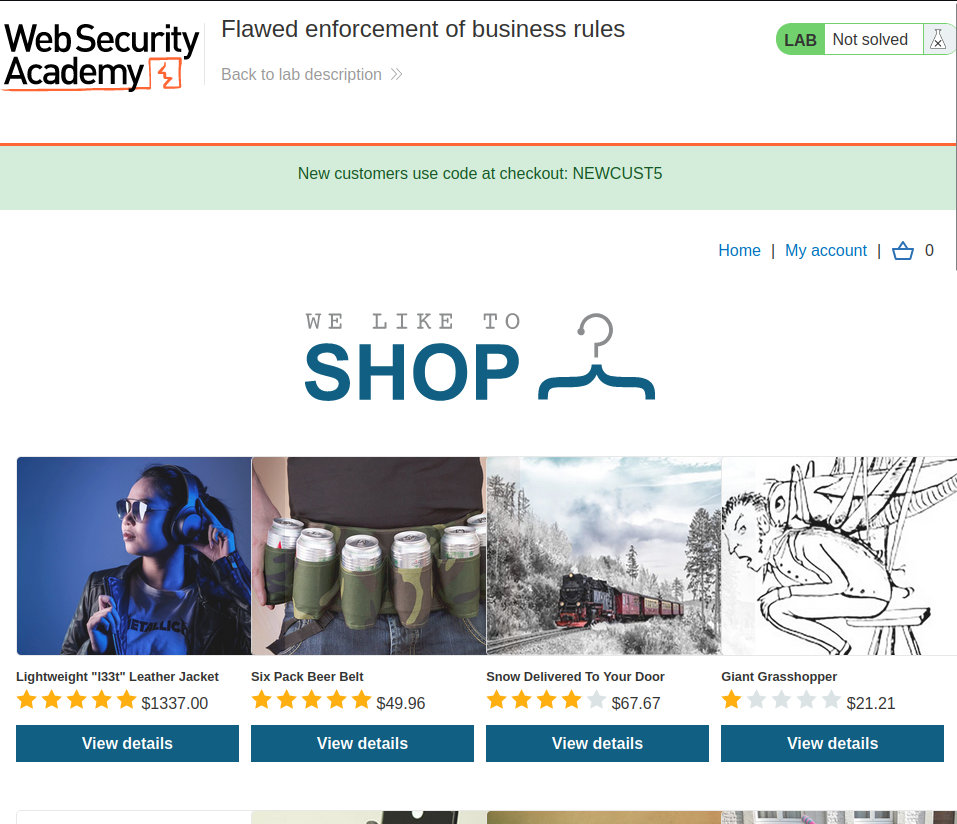 Web Security
Academy
Flawed enforcement of business rules
Back to lab description
LAB Not solved
New customers use code at checkout: NEWCUST5
Home | My account | 0
WE LIKE TO
SHOP
METALLICA
Lightweight "l33t" Leather Jacket
$1337.00
View details
Six Pack Beer Belt
$49.96
View details
Snow Delivered To Your Door
$67.67
View details
Giant Grasshopper
$21.21
View details